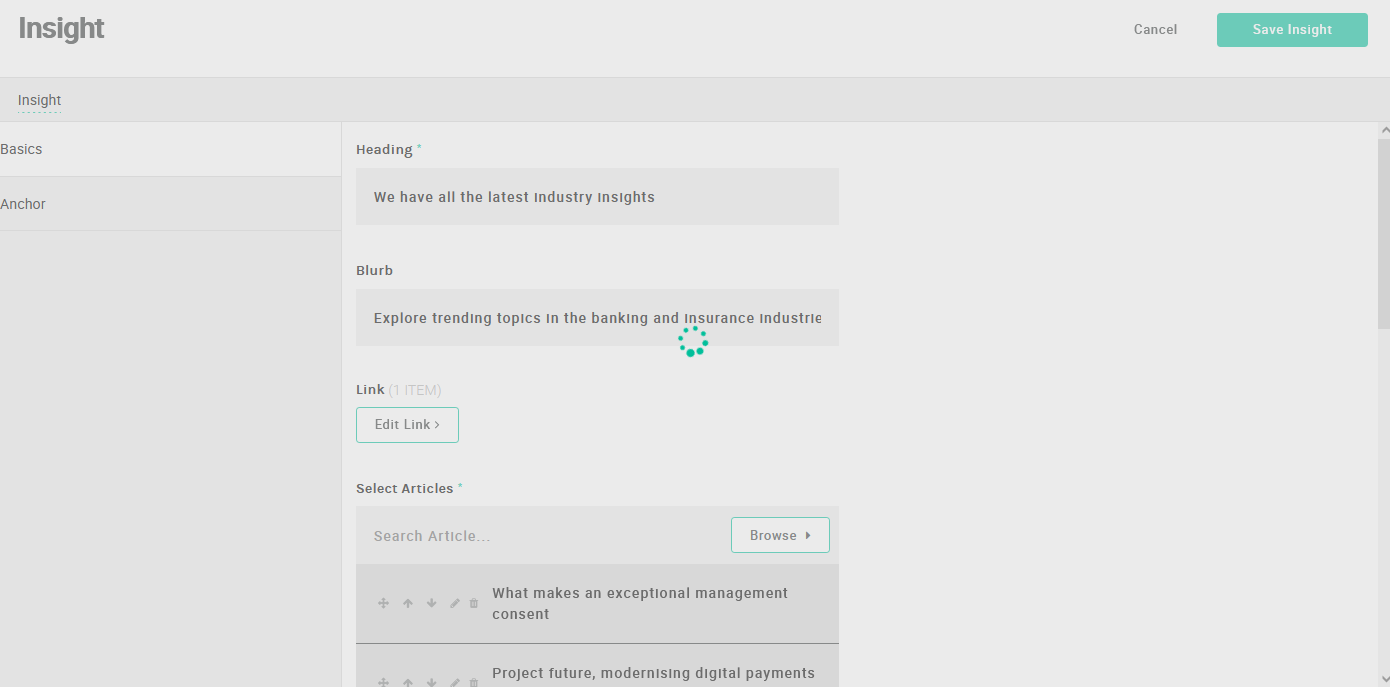 Insight
Cancel
Save Insight
Insight
Basics
Anchor
Heading *
We have all the latest industry insights
Blurb
Explore trending topics in the banking and insurance industrie
Link (1 ITEM)
Edit Link >
Select Articles *
Search Article...
Browse
What makes an exceptional management
consent
Project future, modernising digital payments